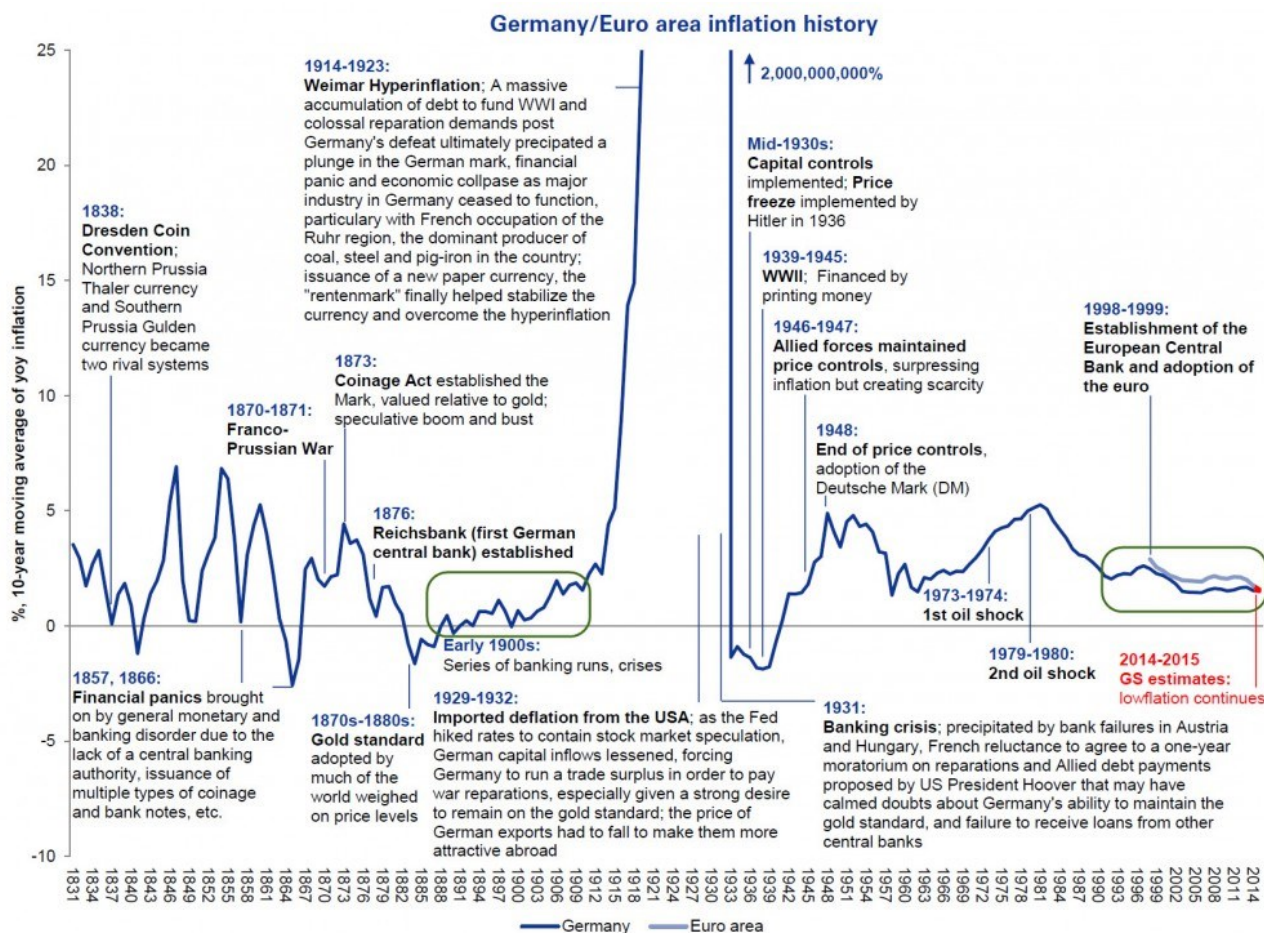 Germany/Euro area inflation history
%, 10-year moving average of yoy inflation
25
20
15
10
5
0
-5
-10
1838:
Dresden Coin
Convention;
Northern Prussia
Thaler currency
and Southern
Prussia Gulden
currency became
two rival systems
1914-1923:
Weimar Hyperinflation; A massive
accumulation of debt to fund WWI and
colossal reparation demands post
Germany's defeat ultimately precipated a
plunge in the German mark, financial
panic and economic collpase as major
industry in Germany ceased to function,
particulary with French occupation of the
Ruhr region, the dominant producer of
coal, steel and pig-iron in the country;
issuance of a new paper currency, the
"rentenmark" finally helped stabilize the
currency and overcome the hyperinflation
2,000,000,000%
Mid-1930s:
Capital controls
implemented; Price
freeze implemented by
Hitler in 1936
1939-1945:
WWII; Financed by
printing money
1946-1947:
Allied forces maintained
price controls, surpressing
inflation but creating scarcity
1948:
End of price controls,
adoption of the
Deutsche Mark (DM)
1998-1999:
Establishment of the
European Central
Bank and adoption of
the euro
1870-1871:
Franco-
Prussian War
1873:
Coinage Act established the
Mark, valued relative to gold;
speculative boom and bust
1876:
Reichsbank (first German
central bank) established
1857, 1866:
Financial panics brought
on by general monetary and
banking disorder due to the
lack of a central banking
authority, issuance of
multiple types of coinage
and bank notes, etc.
1870s-1880s:
Gold standard
adopted by
much of the
world weighed
on price levels
Early 1900s:
Series of banking runs, crises
1929-1932:
Imported deflation from the USA; as the Fed
hiked rates to contain stock market speculation,
German capital inflows lessened, forcing
Germany to run a trade surplus in order to pay
war reparations, especially given a strong desire
to remain on the gold standard; the price of
German exports had to fall to make them more
attractive abroad
1973-1974:
1st oil shock
1979-1980:
2nd oil shock
2014-2015
GS estimates:
lowflation continues
1931:
Banking crisis; precipitated by bank failures in Austria
and Hungary, French reluctance to agree to a one-year
moratorium on reparations and Allied debt payments
proposed by US President Hoover that may have
calmed doubts about Germany's ability to maintain the
gold standard, and failure to receive loans from other
central banks
1831
1834
1837
1840
1843
1846
1849
1852
1855
1858
1861
1864
1867
1870
1873
1876
1879
1882
1885
1888
1891
1894
1897
1900
1903
1906
1909
1912
1915
1918
1921
1924
1927
1930
1933
1936
1939
1942
1945
1948
1951
1954
1957
1960
1963
1966
1969
1972
1975
1978
1981
1984
1987
1990
1993
1996
1999
2002
2005
2008
2011
2014
Germany
Euro area